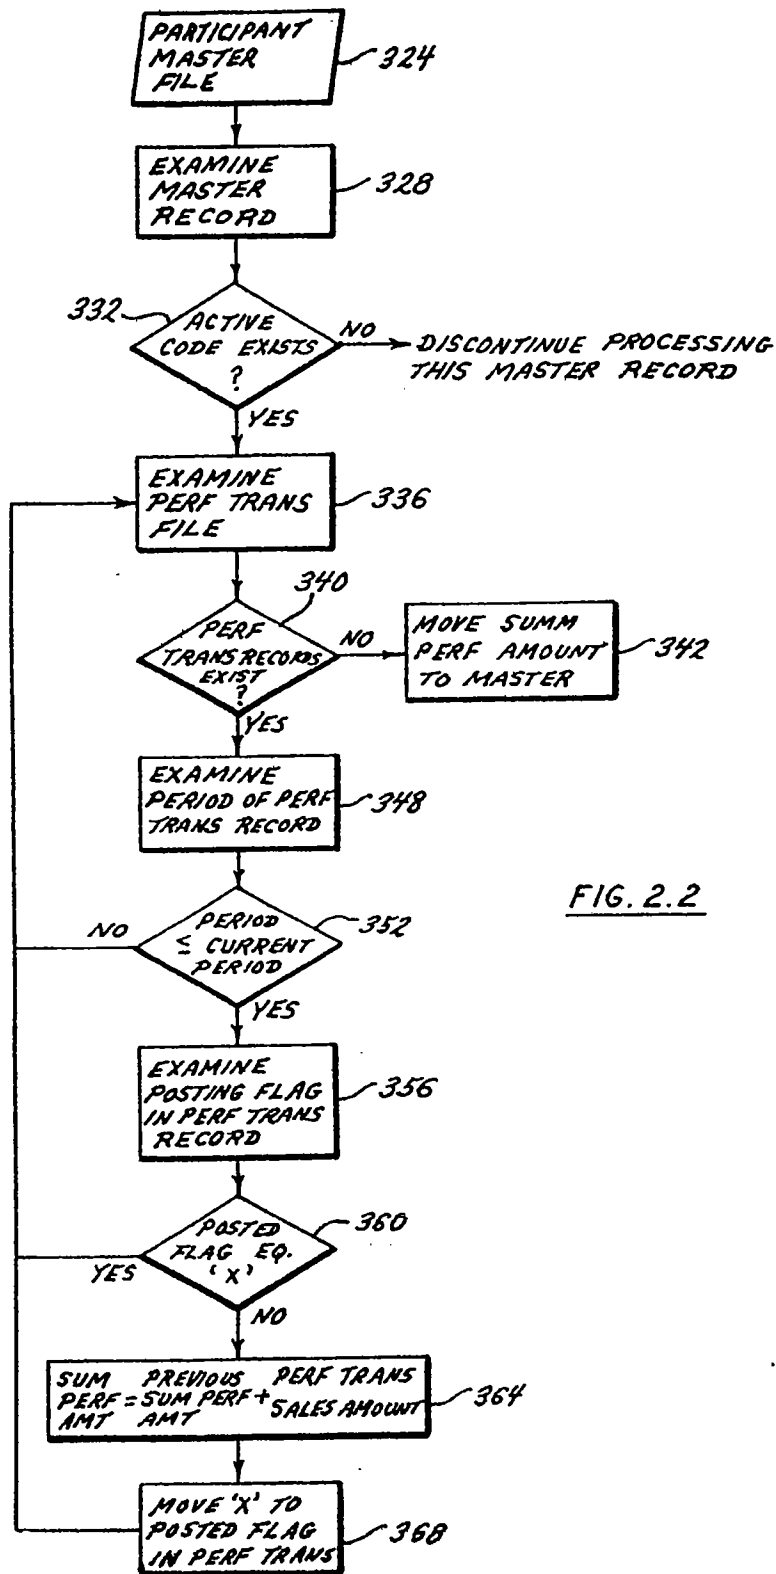 PARTICIPANT
MASTER
FILE
324
EXAMINE
MASTER
RECORD
328
332
ACTIVE
CODE EXISTS
?
NO
DISCONTINUE PROCESSING
THIS MASTER RECORD
YES
EXAMINE
PERF TRANS
FILE
336
340
PERF
TRANS RECORDS
EXIST
?
NO
MOVE SUMM
PERF AMOUNT
TO MASTER
342
YES
EXAMINE
PERIOD OF PERF
TRANS RECORD
348
FIG. 2.2
352
PERIOD
≤ CURRENT
PERIOD
NO
YES
EXAMINE
POSTING FLAG
IN PERF TRANS
RECORD
356
360
POSTED
FLAG EQ.
'X'
YES
NO
SUM PREVIOUS PERF TRANS
PERF = SUM PERF + SALES AMOUNT
AMT AMT
364
MOVE 'X' TO
POSTED FLAG
IN PERF TRANS
368